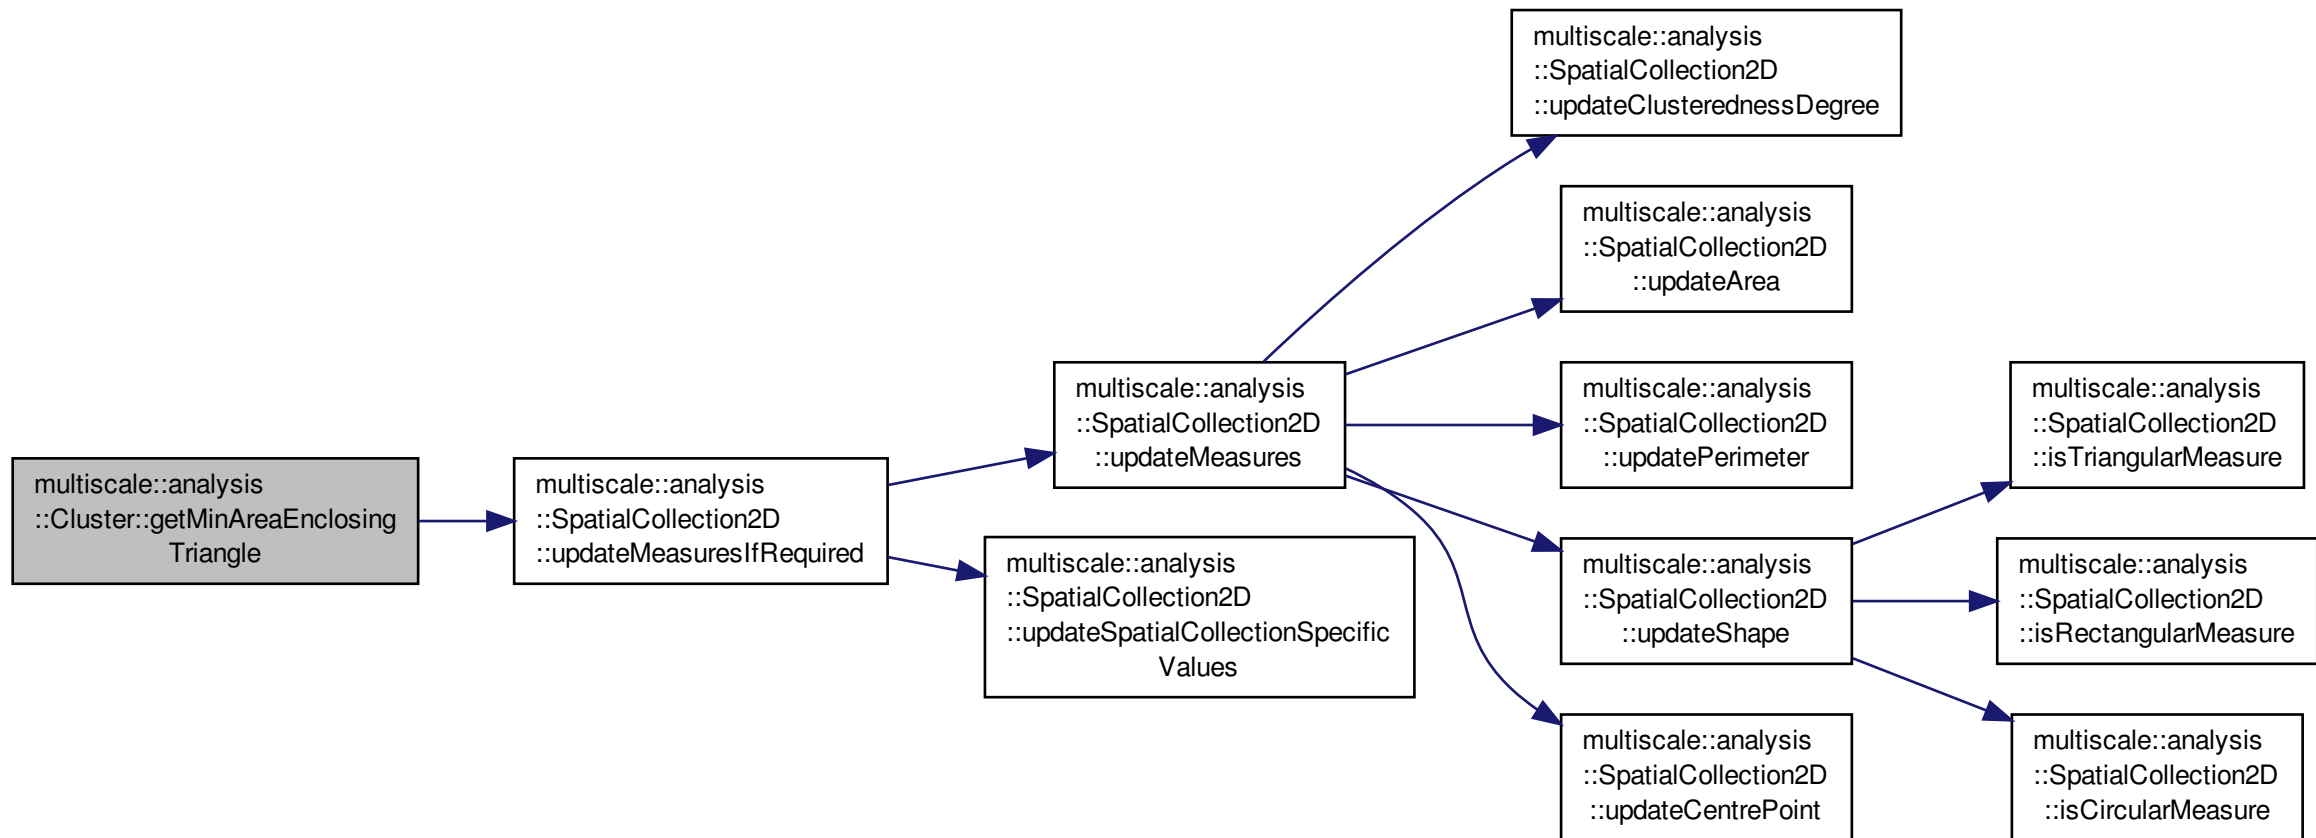 multiscale::analysis
::Cluster::getMinAreaEnclosing
Triangle
multiscale::analysis
::SpatialCollection2D
::updateMeasuresIfRequired
multiscale::analysis
::SpatialCollection2D
::updateMeasures
multiscale::analysis
::SpatialCollection2D
::updateSpatialCollectionSpecific
Values
multiscale::analysis
::SpatialCollection2D
::updateClusterednessDegree
multiscale::analysis
::SpatialCollection2D
::updateArea
multiscale::analysis
::SpatialCollection2D
::updatePerimeter
multiscale::analysis
::SpatialCollection2D
::updateShape
multiscale::analysis
::SpatialCollection2D
::updateCentrePoint
multiscale::analysis
::SpatialCollection2D
::isTriangularMeasure
multiscale::analysis
::SpatialCollection2D
::isRectangularMeasure
multiscale::analysis
::SpatialCollection2D
::isCircularMeasure